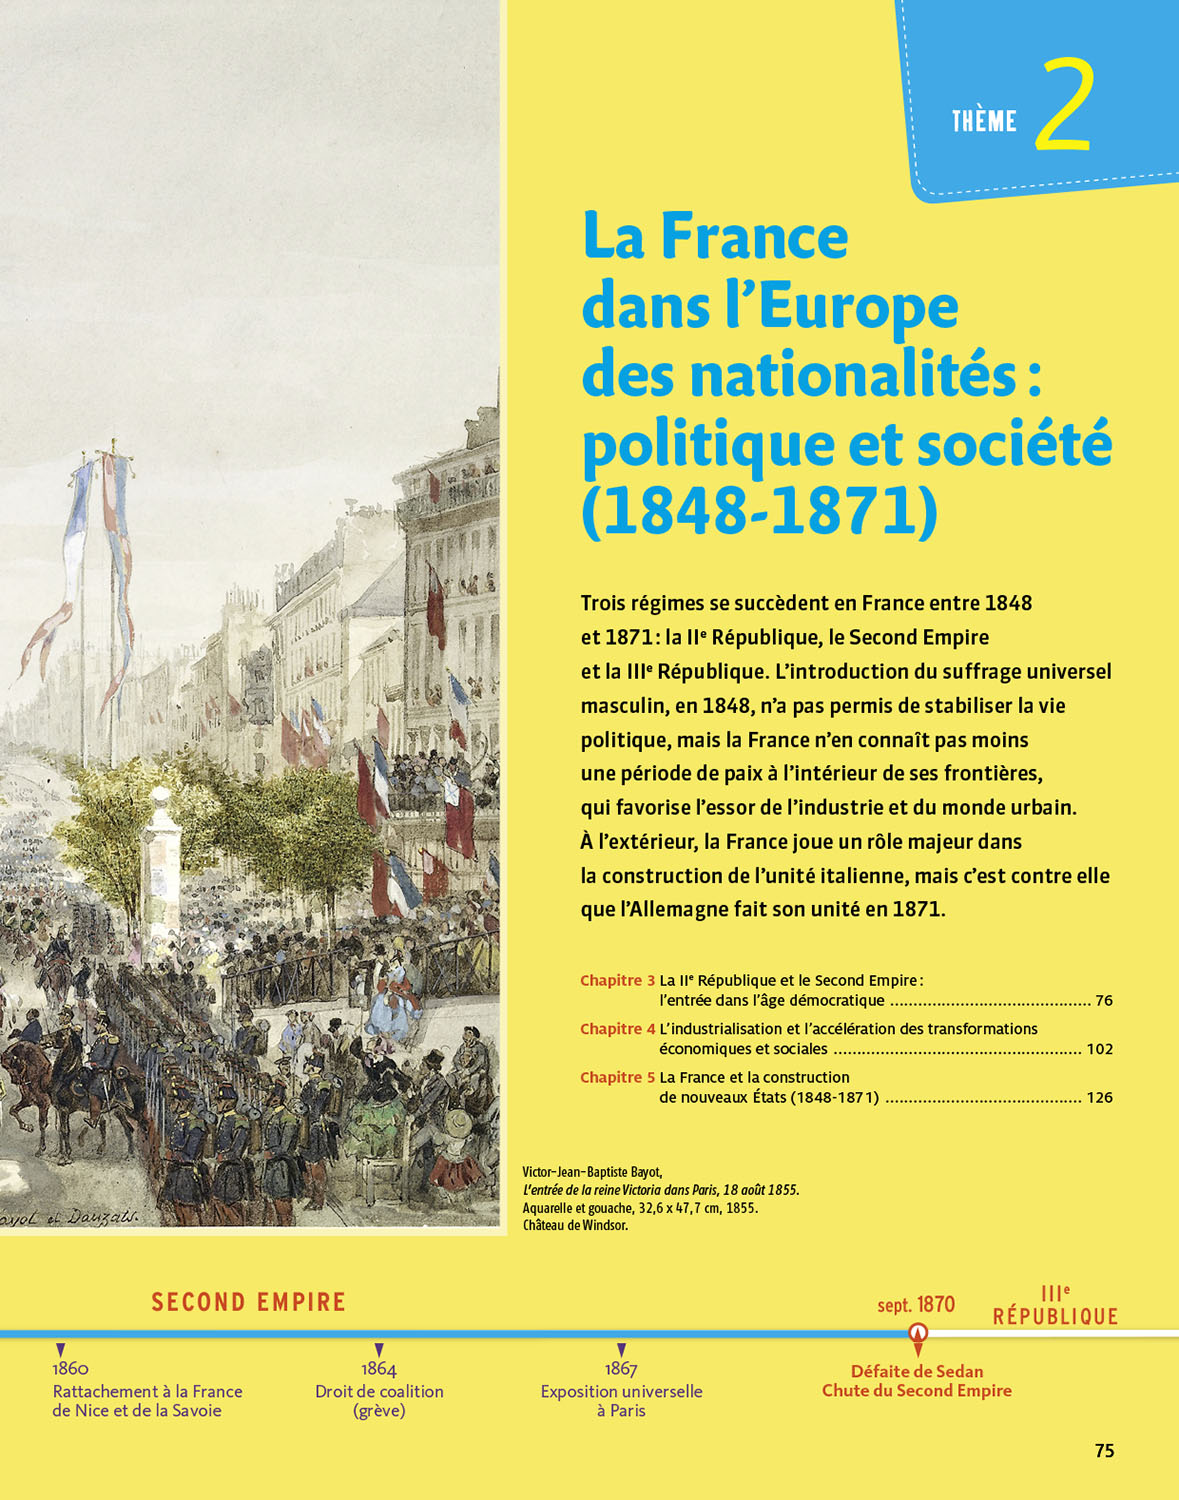 THÈME 2
La France
dans l’Europe
des nationalités :
politique et société
(1848-1871)
Trois régimes se succèdent en France entre 1848
et 1871 : la IIe République, le Second Empire
et la IIIe République. L’introduction du suffrage universel
masculin, en 1848, n’a pas permis de stabiliser la vie
politique, mais la France n’en connaît pas moins
une période de paix à l’intérieur de ses frontières,
qui favorise l’essor de l’industrie et du monde urbain.
À l’extérieur, la France joue un rôle majeur dans
la construction de l’unité italienne, mais c’est contre elle
que l’Allemagne fait son unité en 1871.
Chapitre 3 La IIe République et le Second Empire :
l’entrée dans l’âge démocratique ........................................... 76
Chapitre 4 L’industrialisation et l’accélération des transformations
économiques et sociales ..................................................... 102
Chapitre 5 La France et la construction
de nouveaux États (1848-1871) .......................................... 126
Victor-Jean-Baptiste Bayot,
L’entrée de la reine Victoria dans Paris, 18 août 1855.
Aquarelle et gouache, 32,6 x 47,7 cm, 1855.
Château de Windsor.
ayot et Dauzats.
SECOND EMPIRE
sept. 1870
IIIe
RÉPUBLIQUE
1860
Rattachement à la France
de Nice et de la Savoie
1864
Droit de coalition
(grève)
1867
Exposition universelle
à Paris
Défaite de Sedan
Chute du Second Empire
75